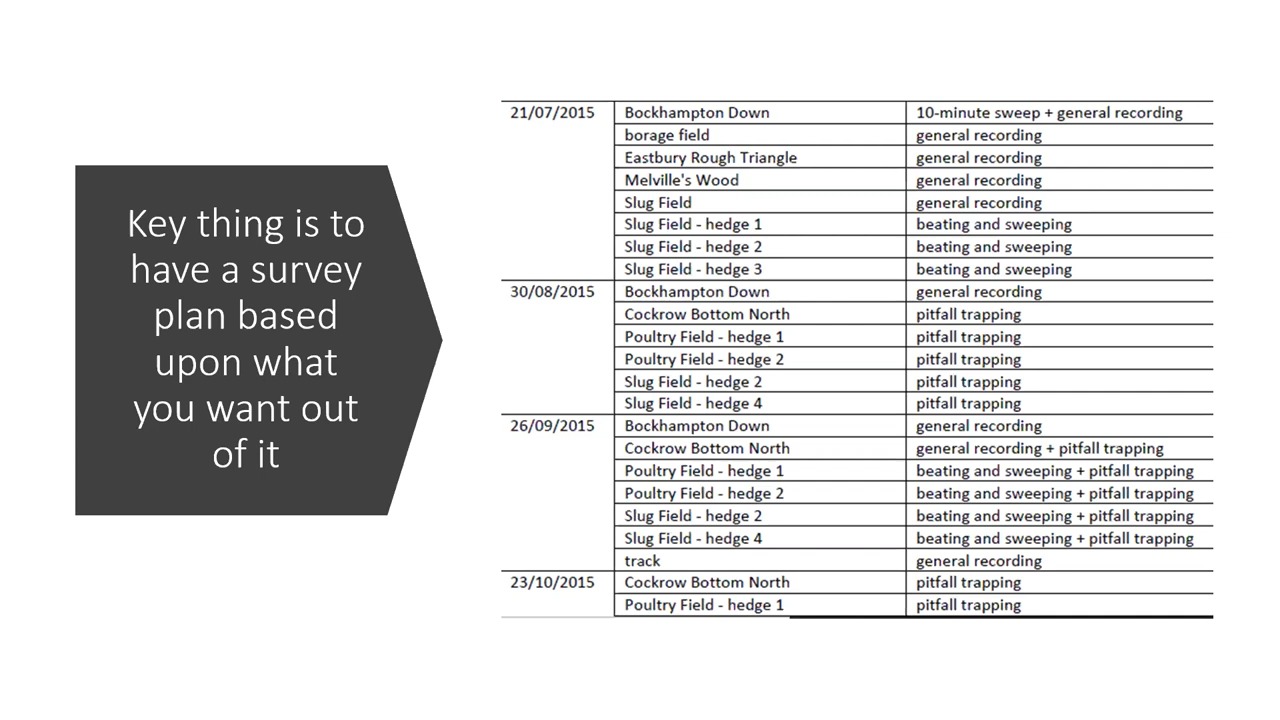 Key thing is to
have a survey
plan based
upon what
you want out
of it
21/07/2015 Bockhampton Down 10-minute sweep + general recording
borage field general recording
Eastbury Rough Triangle general recording
Melville's Wood general recording
Slug Field general recording
Slug Field - hedge 1 beating and sweeping
Slug Field - hedge 2 beating and sweeping
Slug Field - hedge 3 beating and sweeping
30/08/2015 Bockhampton Down general recording
Cockrow Bottom North pitfall trapping
Poultry Field - hedge 1 pitfall trapping
Poultry Field - hedge 2 pitfall trapping
Slug Field - hedge 2 pitfall trapping
Slug Field - hedge 4 pitfall trapping
26/09/2015 Bockhampton Down general recording
Cockrow Bottom North general recording + pitfall trapping
Poultry Field - hedge 1 beating and sweeping + pitfall trapping
Poultry Field - hedge 2 beating and sweeping + pitfall trapping
Slug Field - hedge 2 beating and sweeping + pitfall trapping
Slug Field - hedge 4 beating and sweeping + pitfall trapping
track general recording
23/10/2015 Cockrow Bottom North pitfall trapping
Poultry Field - hedge 1 pitfall trapping